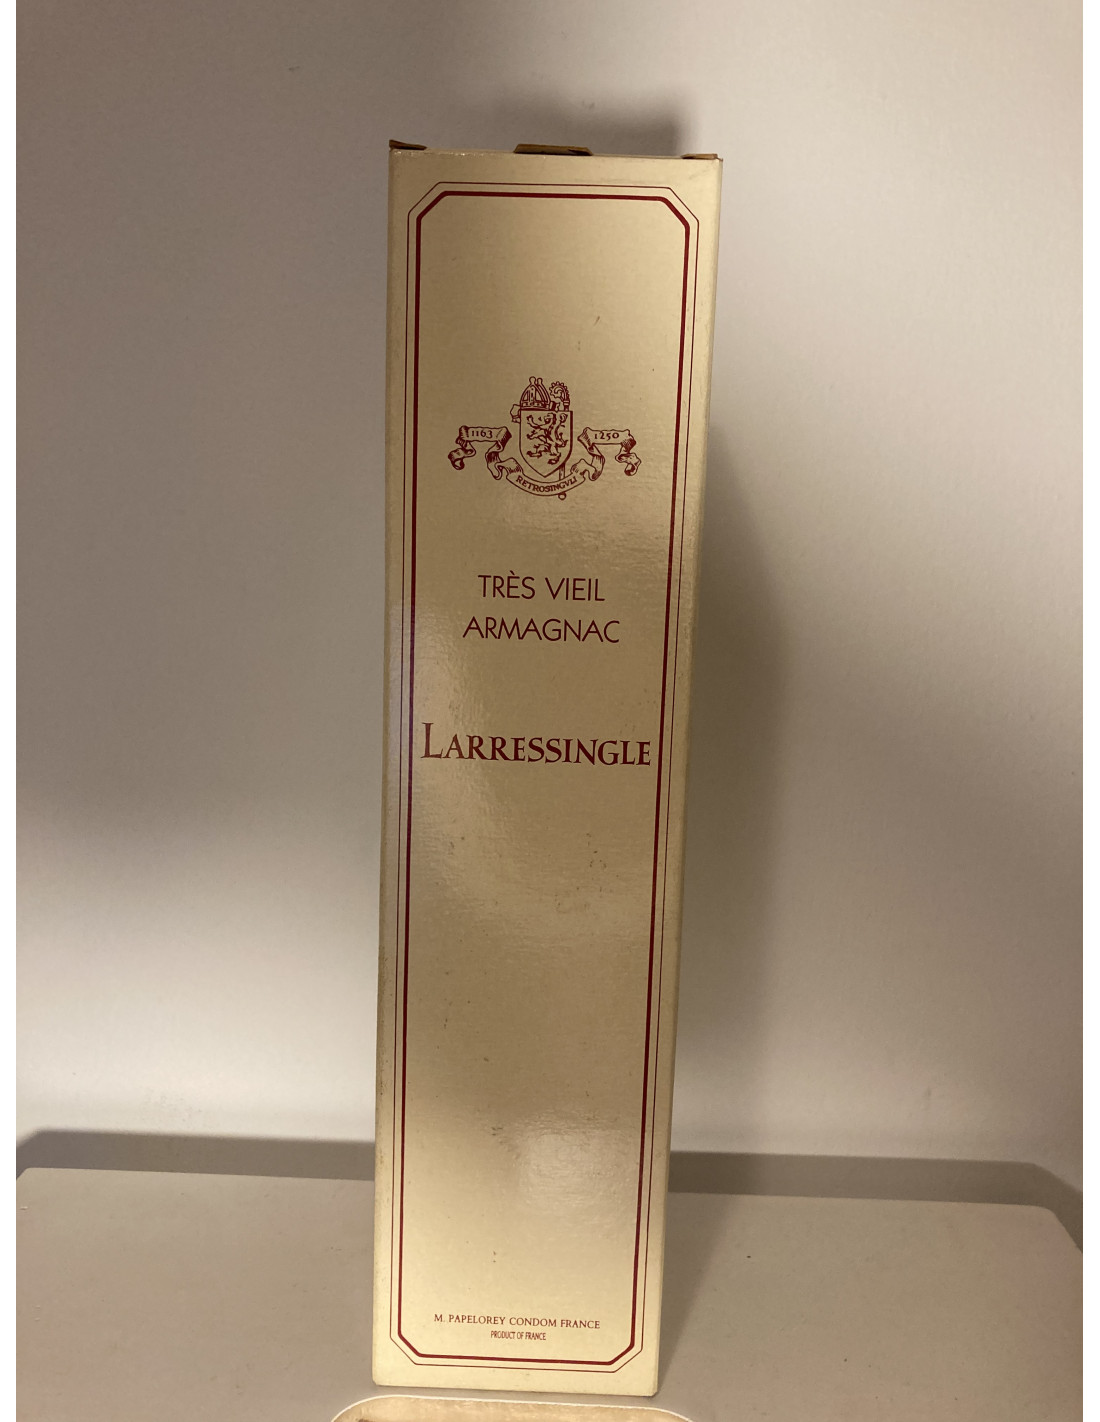 1163
1250
RETROSINGVLI
TRÈS VIEIL
ARMAGNAC
LARRESSINGLE
M. PAPELOREY CONDOM FRANCE
PRODUCT OF FRANCE